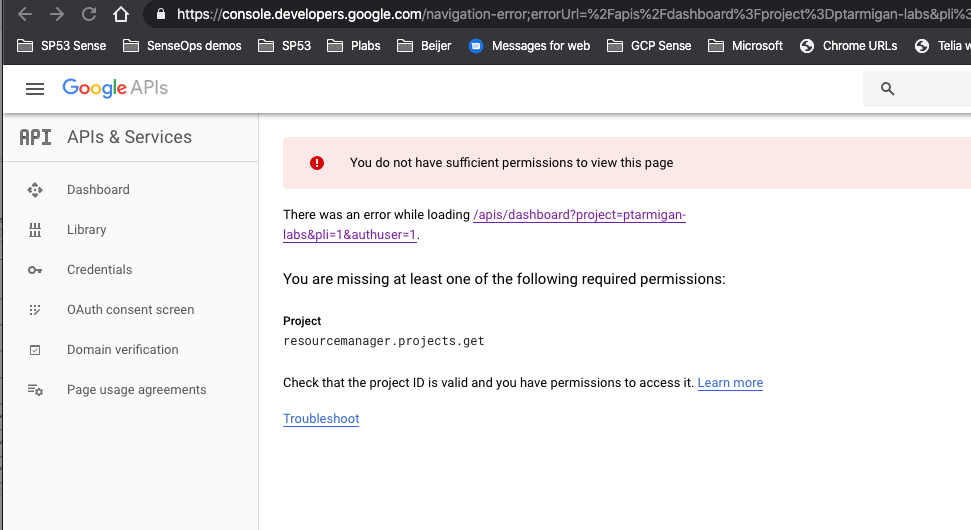 https://console.developers.google.com/navigation-error;errorUrl=%2Fapis%2Fdashboard%3Fproject%3Dptarmigan-labs&pli%3
SP53 Sense SenseOps demos SP53 Plabs Beijer Messages for web GCP Sense Microsoft Chrome URLs Telia w
Google APIs
API APIs & Services
Dashboard
Library
Credentials
OAuth consent screen
Domain verification
Page usage agreements
You do not have sufficient permissions to view this page
There was an error while loading /apis/dashboard?project=ptarmigan-
labs&pli=1&authuser=1.
You are missing at least one of the following required permissions:
Project
resourcemanager.projects.get
Check that the project ID is valid and you have permissions to access it. Learn more
Troubleshoot